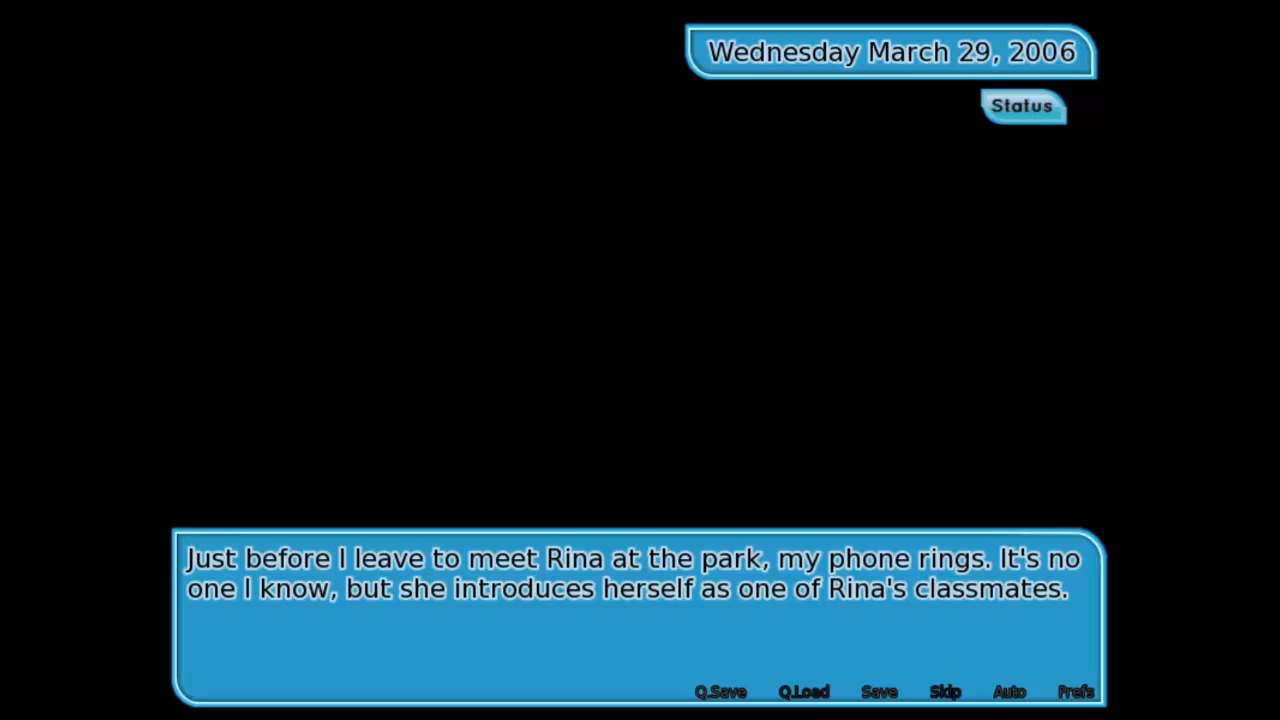 Wednesday March 29, 2006
Status
Just before I leave to meet Rina at the park, my phone rings. It's no
one I know, but she introduces herself as one of Rina's classmates.
Q.Save Q.Load Save Skip Auto Prefs